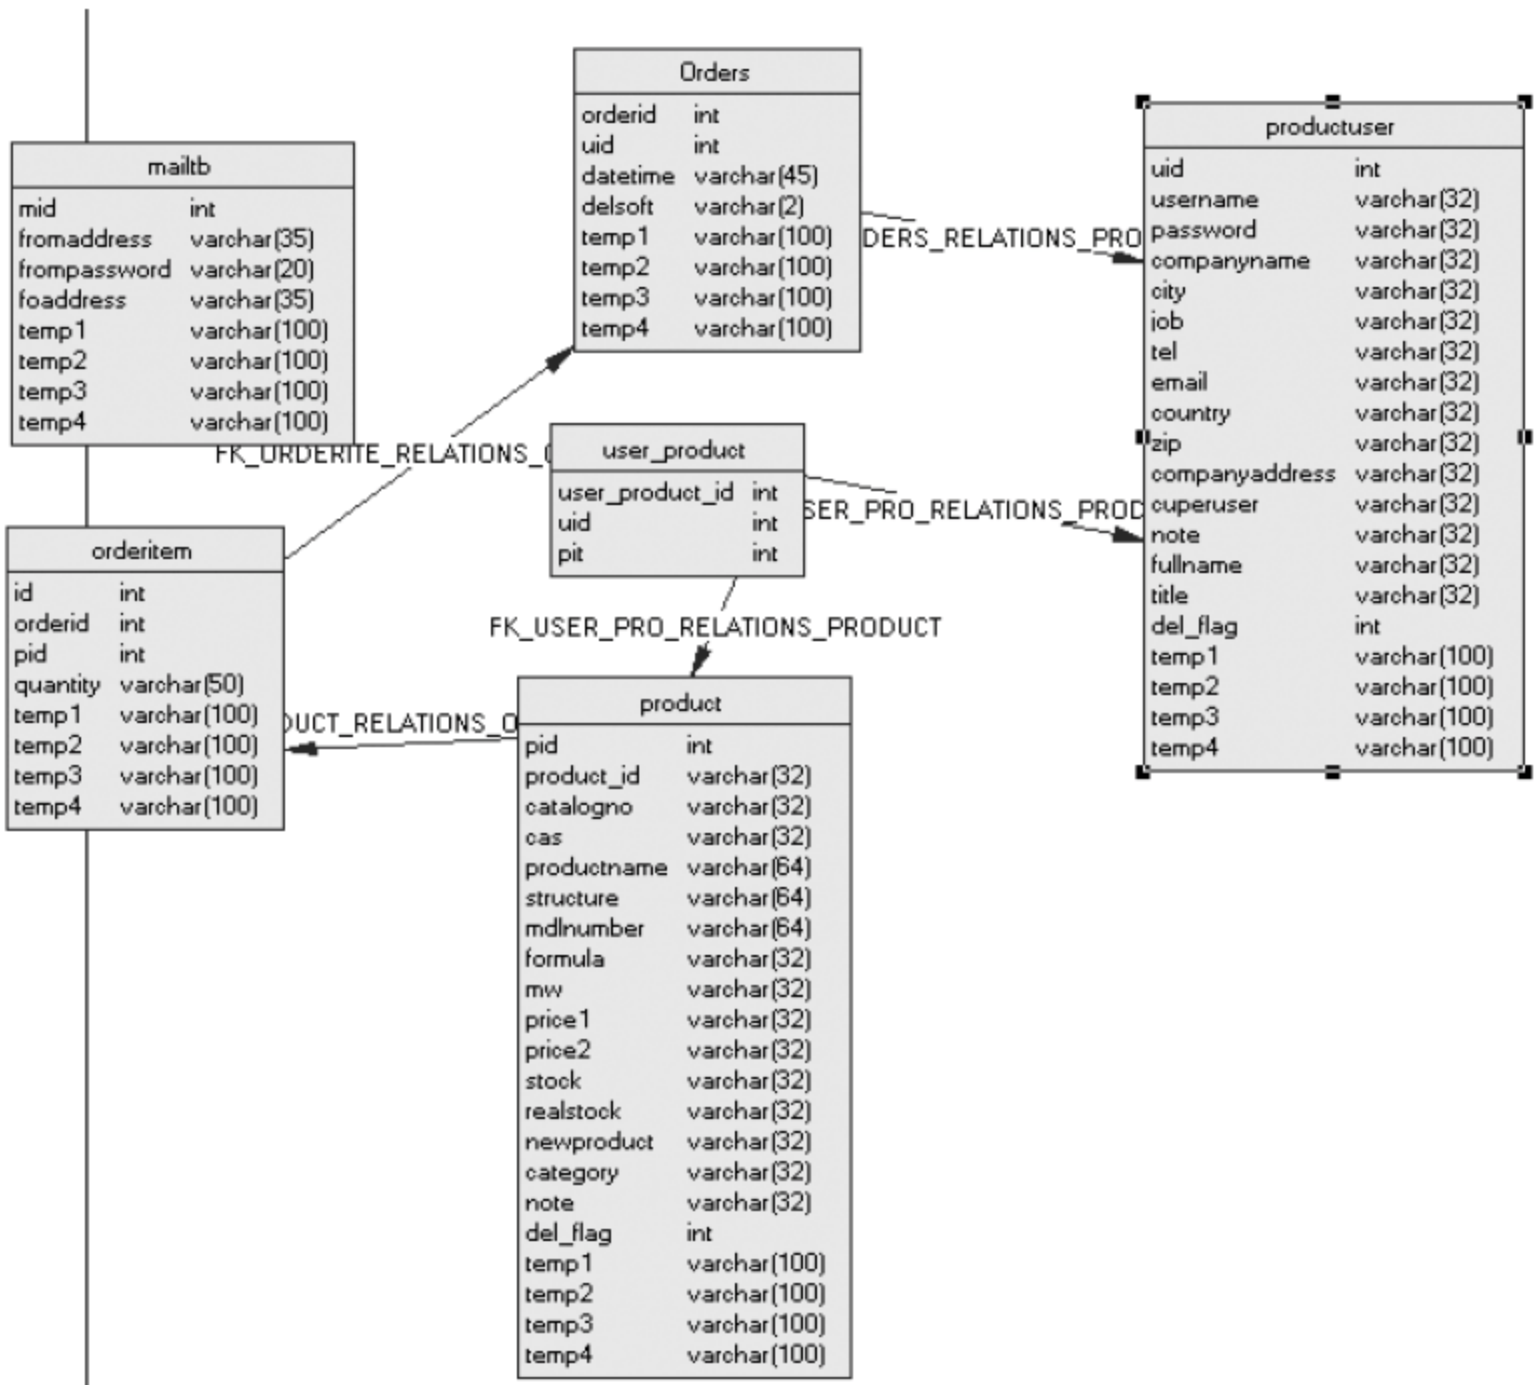 Orders
orderid int
uid int
datetime varchar(45)
delsoft varchar(2)
temp1 varchar(100)
temp2 varchar(100)
temp3 varchar(100)
temp4 varchar(100)
mailtb
mid int
fromaddress varchar(35)
frompassword varchar(20)
foaddress varchar(35)
temp1 varchar(100)
temp2 varchar(100)
temp3 varchar(100)
temp4 varchar(100)
productuser
uid int
username varchar(32)
password varchar(32)
companyname varchar(32)
city varchar(32)
job varchar(32)
tel varchar(32)
email varchar(32)
country varchar(32)
zip varchar(32)
companyaddress varchar(32)
cuperuser varchar(32)
note varchar(32)
fullname varchar(32)
title varchar(32)
del_flag int
temp1 varchar(100)
temp2 varchar(100)
temp3 varchar(100)
temp4 varchar(100)
DERS_RELATIONS_PRO
FK_ORDERITE_RELATIONS_O
user_product
user_product_id int
uid int
pit int
SER_PRO_RELATIONS_PROD
FK_USER_PRO_RELATIONS_PRODUCT
orderitem
id int
orderid int
pid int
quantity varchar(50)
temp1 varchar(100)
temp2 varchar(100)
temp3 varchar(100)
temp4 varchar(100)
DUCT_RELATIONS_O
product
pid int
product_id varchar(32)
catalogno varchar(32)
cas varchar(32)
productname varchar(64)
structure varchar(64)
mdlnumber varchar(64)
formula varchar(32)
mw varchar(32)
price1 varchar(32)
price2 varchar(32)
stock varchar(32)
realstock varchar(32)
newproduct varchar(32)
category varchar(32)
note varchar(32)
del_flag int
temp1 varchar(100)
temp2 varchar(100)
temp3 varchar(100)
temp4 varchar(100)